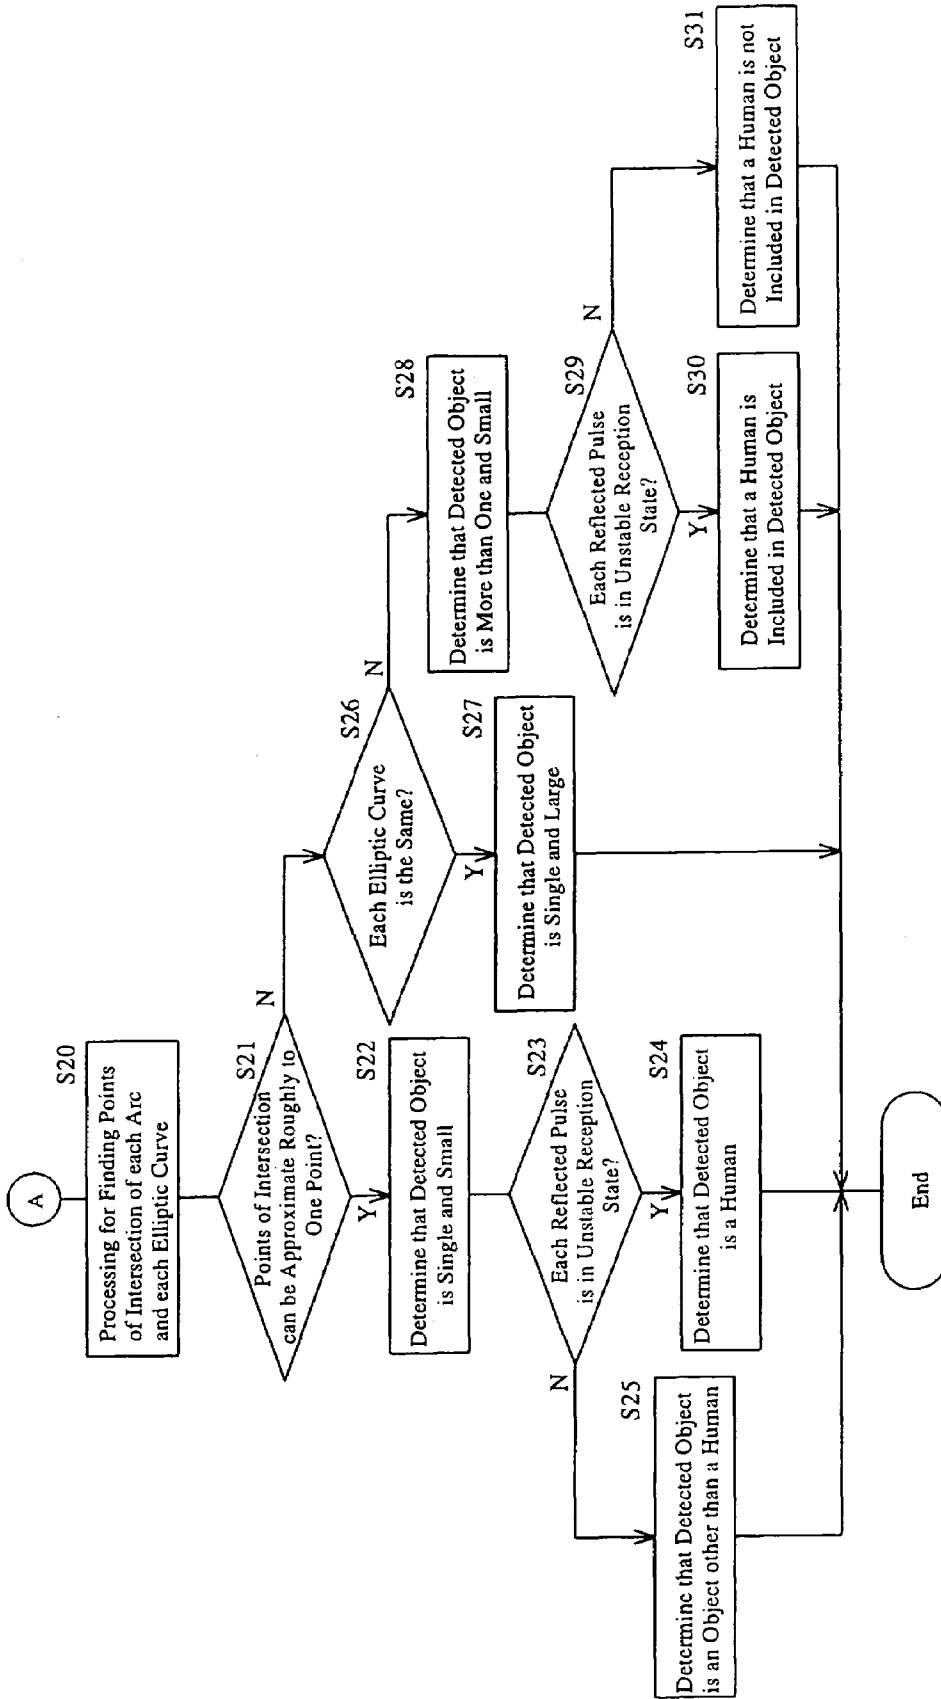 A
S20
Processing for Finding Points
of Intersection of each Arc
and each Elliptic Curve
S21
Points of Intersection
can be Approximate Roughly to
One Point?
N
Y
S22
Determine that Detected Object
is Single and Small
S23
Each Reflected Pulse
is in Unstable Reception
State?
N
Y
S24
Determine that Detected Object
is a Human
S25
Determine that Detected Object
is an Object other than a Human
S26
Each Elliptic Curve
is the Same?
N
Y
S27
Determine that Detected Object
is Single and Large
S28
Determine that Detected Object
is More than One and Small
S29
Each Reflected Pulse
is in Unstable Reception
State?
N
Y
S30
Determine that a Human is
Included in Detected Object
S31
Determine that a Human is not
Included in Detected Object
End